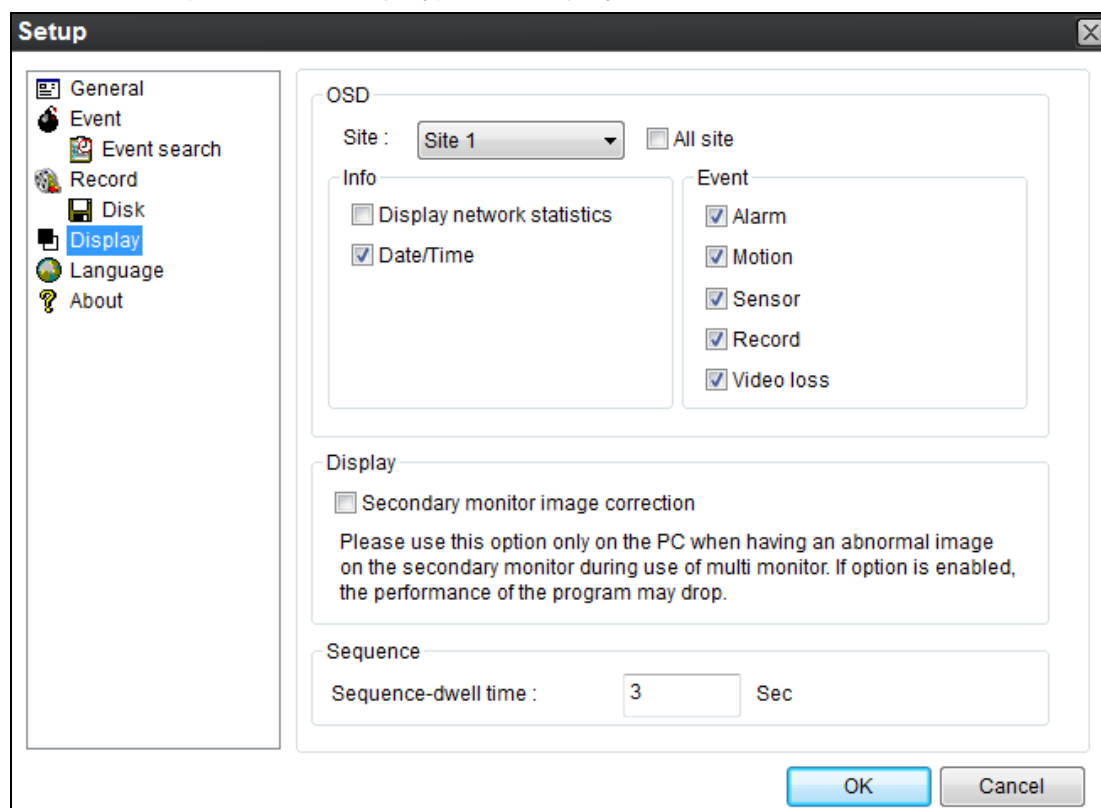 Setup
General
Event
Event search
Record
Disk
Display
Language
About
OSD
Site : Site 1 All site
Info
Display network statistics
Date/Time
Event
Alarm
Motion
Sensor
Record
Video loss
Display
Secondary monitor image correction
Please use this option only on the PC when having an abnormal image
on the secondary monitor during use of multi monitor. If option is enabled,
the performance of the program may drop.
Sequence
Sequence-dwell time : 3 Sec
OK Cancel